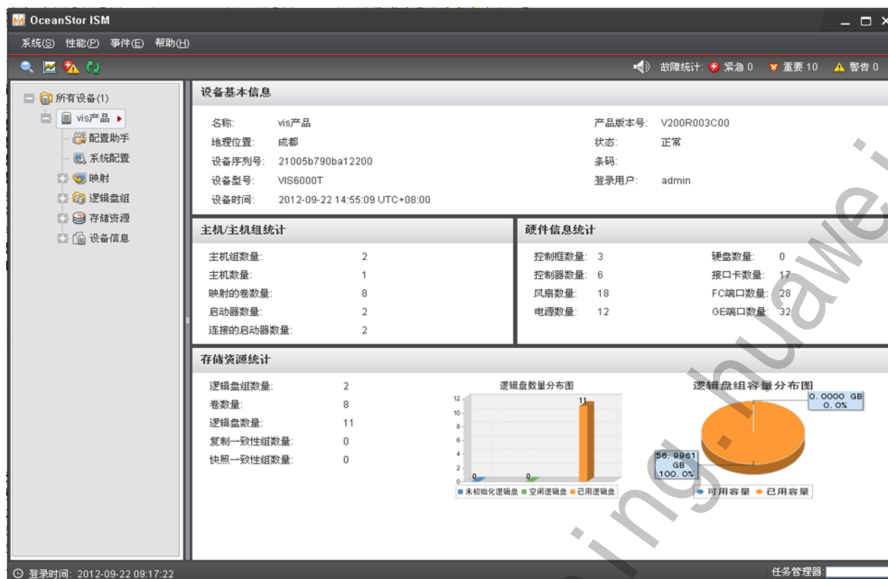 OceanStor ISM
系统(S) 性能(P) 事件(E) 帮助(H)
故障统计: 紧急 0 重要 10 警告 0
所有设备(1)
vis产品
配置助手
系统配置
映射
逻辑盘组
存储资源
设备信息
设备基本信息
名称: vis产品 产品版本号: V200R003C00
地理位置: 成都 状态: 正常
设备序列号: 21005b790ba12200 条码:
设备型号: VIS6000T 登录用户: admin
设备时间: 2012-09-22 14:55:09 UTC+08:00
主机/主机组统计
主机组数量: 2
主机数量: 1
映射的卷数量: 8
启动器数量: 2
连接的启动器数量: 2
硬件信息统计
控制框数量: 3 硬盘数量: 0
控制器数量: 6 接口卡数量: 17
风扇数量: 18 FC端口数量: 28
电源数量: 12 GE端口数量: 32
存储资源统计
逻辑盘组数量: 2
卷数量: 8
逻辑盘数量: 11
复制一致性组数量: 0
快照一致性组数量: 0
逻辑盘数量分布图
12
10
8
6
4
2
0
0 0 11
未初始化逻辑盘 空闲逻辑盘 已用逻辑盘
逻辑盘组容量分布图
0.0000 GB
0.0%
56.9961
GB
100.0%
可用容量 已用容量
登录时间: 2012-09-22 09:17:22
任务管理器:
ing.huawei